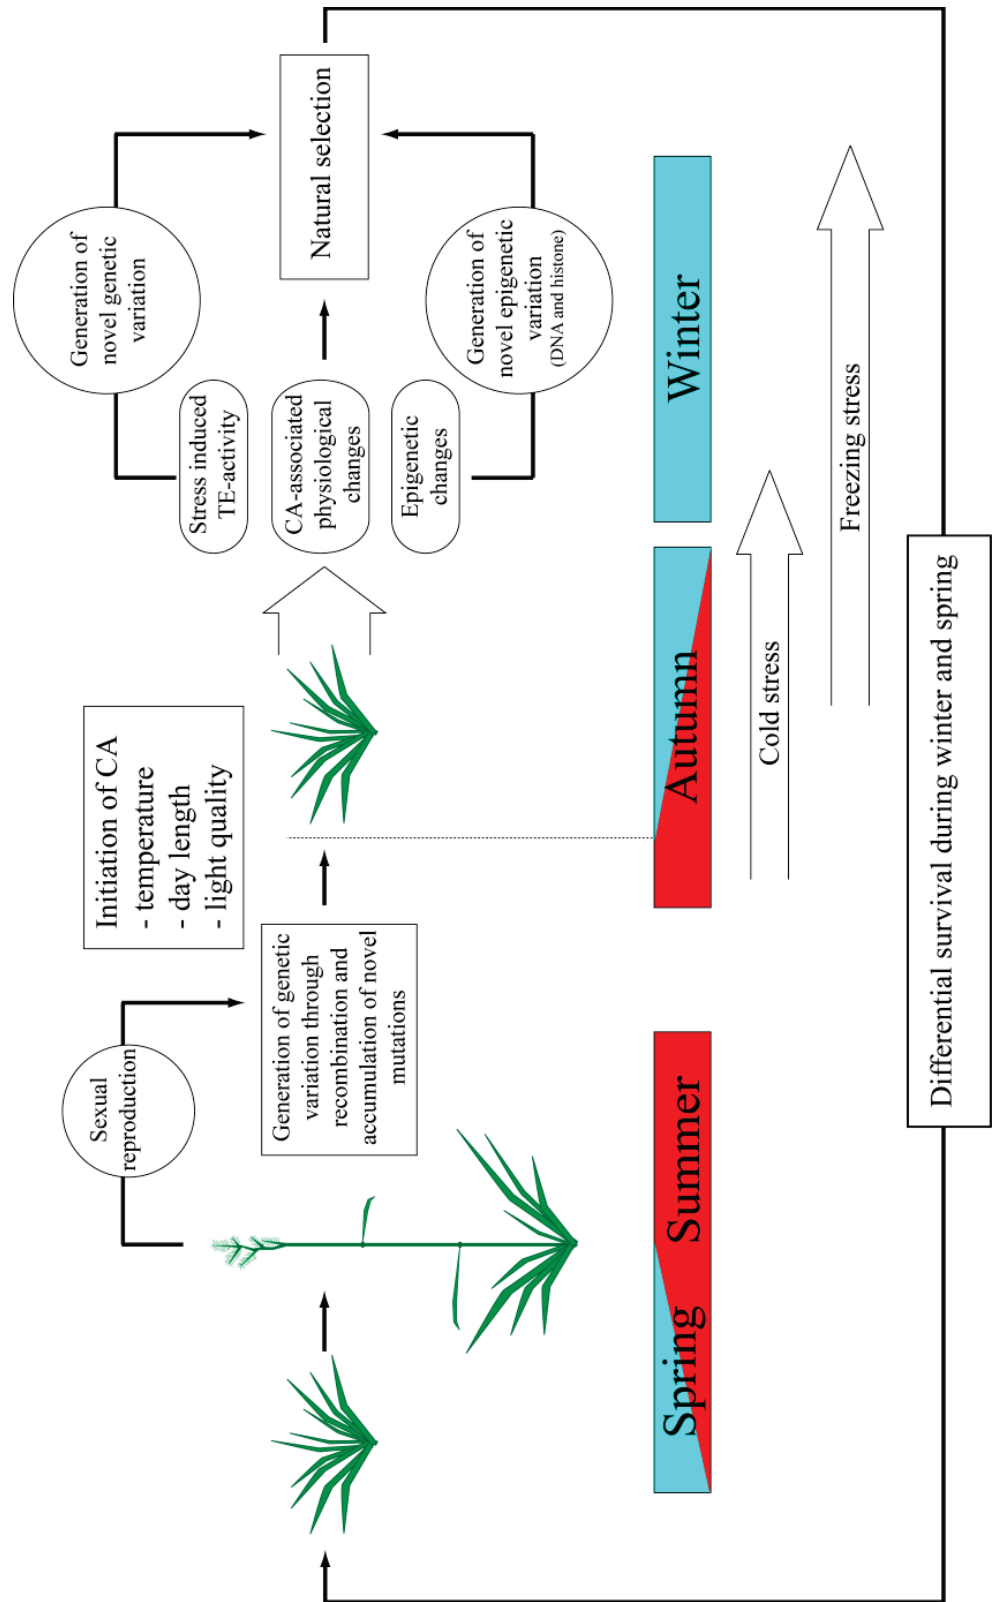 Sexual
reproduction
Generation of genetic
variation through
recombination and
accumulation of novel
mutations
Initiation of CA
- temperature
- day length
- light quality
Stress induced
TE-activity
CA-associated
physiological
changes
Epigenetic
changes
Generation of
novel genetic
variation
Generation of
novel epigenetic
variation
(DNA and histone)
Natural selection
Spring Summer
Autumn
Winter
Cold stress
Freezing stress
Differential survival during winter and spring